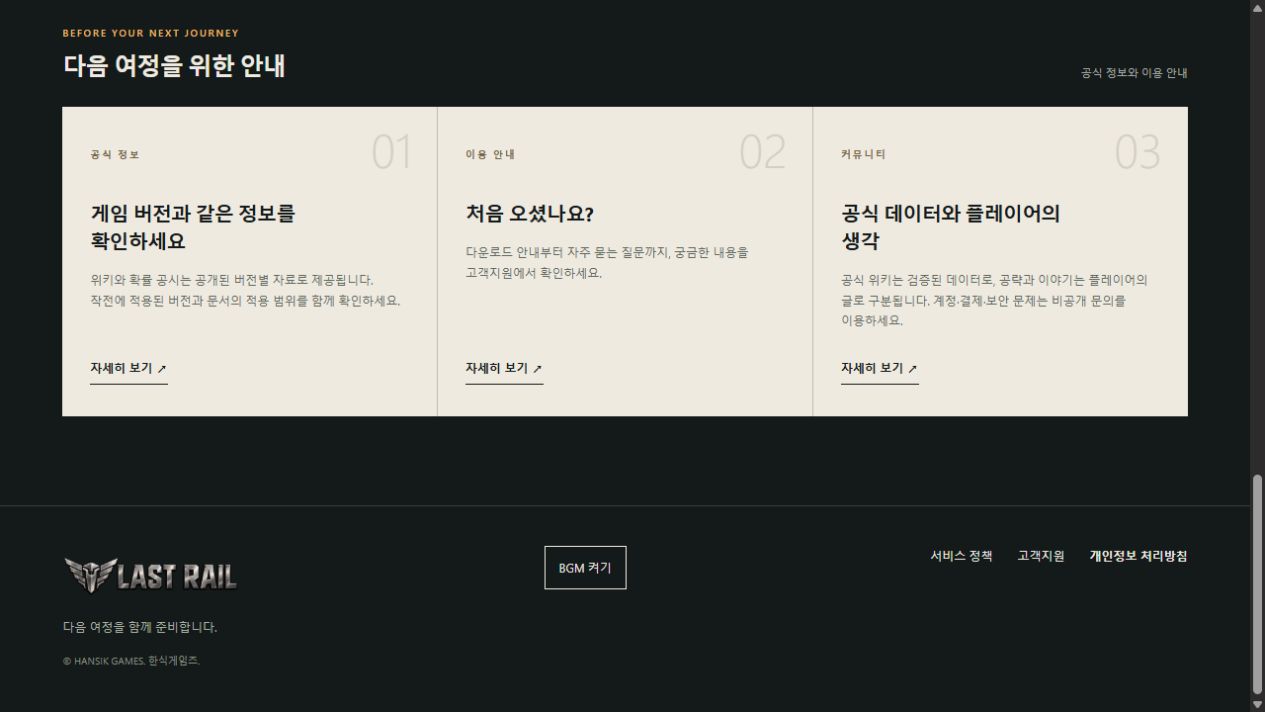 BEFORE YOUR NEXT JOURNEY
다음 여정을 위한 안내
공식 정보와 이용 안내
공식 정보
01
게임 버전과 같은 정보를
확인하세요
위키와 확률 공시는 공개된 버전별 자료로 제공됩니다.
작전에 적용된 버전과 문서의 적용 범위를 함께 확인하세요.
자세히 보기 ↗
이용 안내
02
처음 오셨나요?
다운로드 안내부터 자주 묻는 질문까지, 궁금한 내용을
고객지원에서 확인하세요.
자세히 보기 ↗
커뮤니티
03
공식 데이터와 플레이어의
생각
공식 위키는 검증된 데이터로, 공략과 이야기는 플레이어의
글로 구분됩니다. 계정·결제·보안 문제는 비공개 문의를
이용하세요.
자세히 보기 ↗
LAST RAIL
다음 여정을 함께 준비합니다.
© HANSIK GAMES. 한식게임즈.
BGM 켜기
서비스 정책
고객지원
개인정보 처리방침